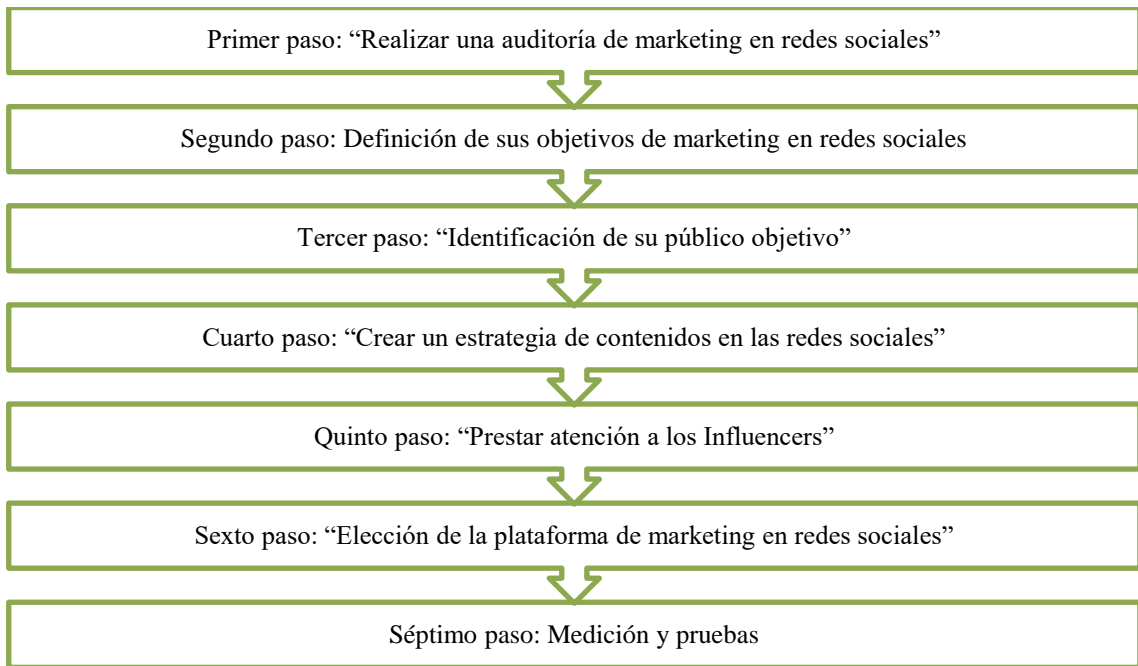 Primer paso: “Realizar una auditoría de marketing en redes sociales”
Segundo paso: Definición de sus objetivos de marketing en redes sociales
Tercer paso: “Identificación de su público objetivo”
Cuarto paso: “Crear un estrategia de contenidos en las redes sociales”
Quinto paso: “Prestar atención a los Influencers”
Sexto paso: “Elección de la plataforma de marketing en redes sociales”
Séptimo paso: Medición y pruebas